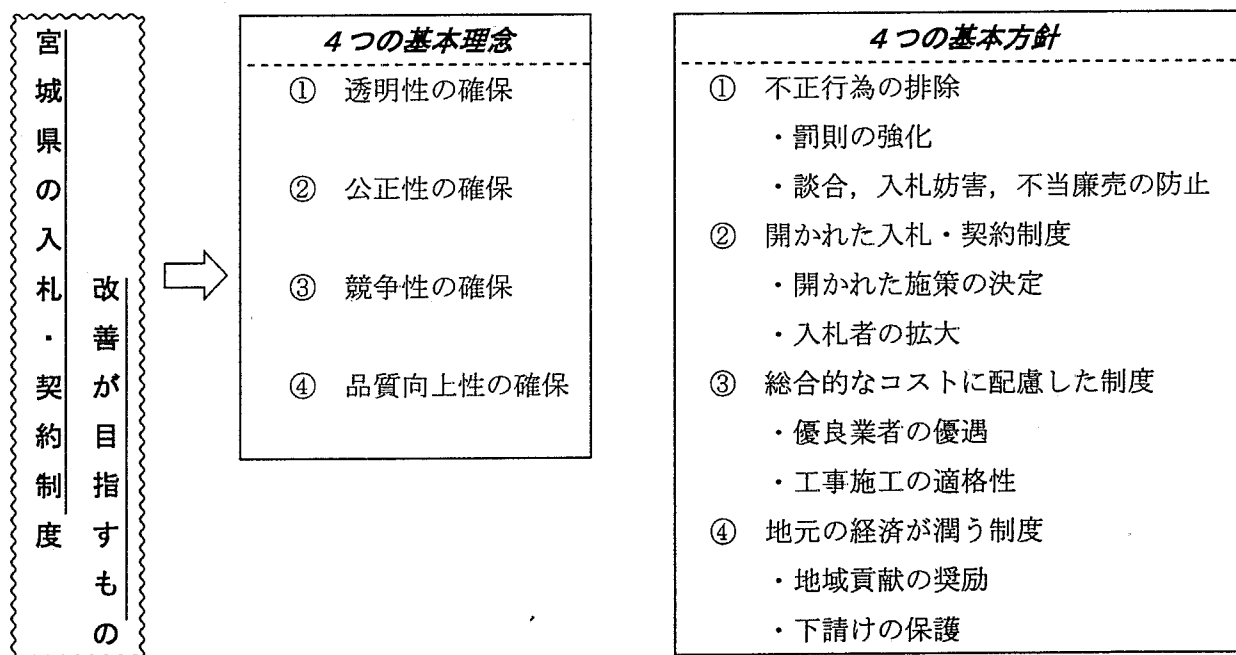 宮城県の入札・契約制度
改善が目指すもの
4つの基本理念
① 透明性の確保
② 公正性の確保
③ 競争性の確保
④ 品質向上性の確保
4つの基本方針
① 不正行為の排除
・罰則の強化
・談合，入札妨害，不当廉売の防止
② 開かれた入札・契約制度
・開かれた施策の決定
・入札者の拡大
③ 総合的なコストに配慮した制度
・優良業者の優遇
・工事施工の適格性
④ 地元の経済が潤う制度
・地域貢献の奨励
・下請けの保護